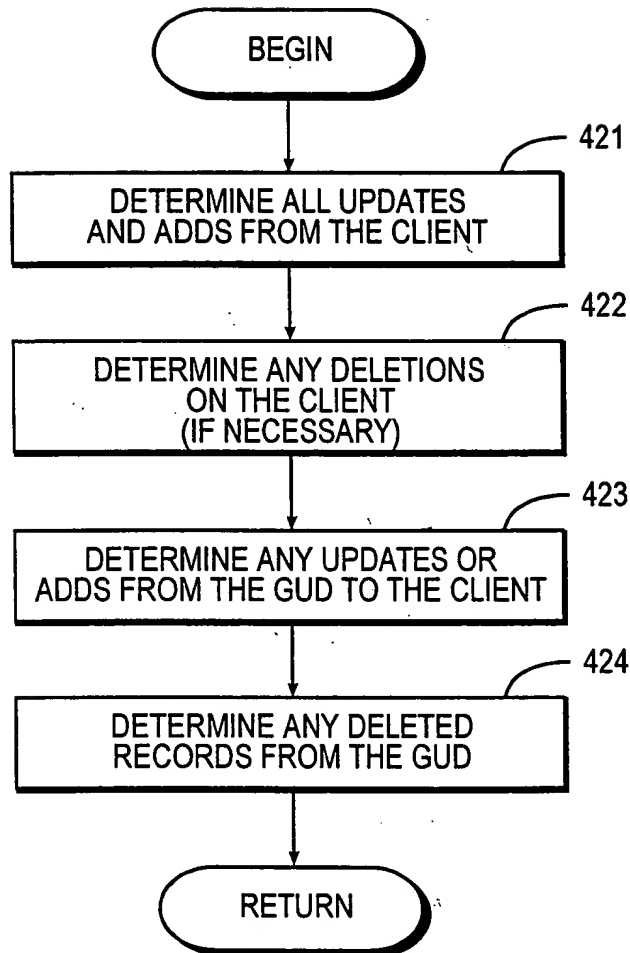 BEGIN
421
DETERMINE ALL UPDATES
AND ADDS FROM THE CLIENT
422
DETERMINE ANY DELETIONS
ON THE CLIENT
(IF NECESSARY)
423
DETERMINE ANY UPDATES OR
ADDS FROM THE GUD TO THE CLIENT
424
DETERMINE ANY DELETED
RECORDS FROM THE GUD
RETURN